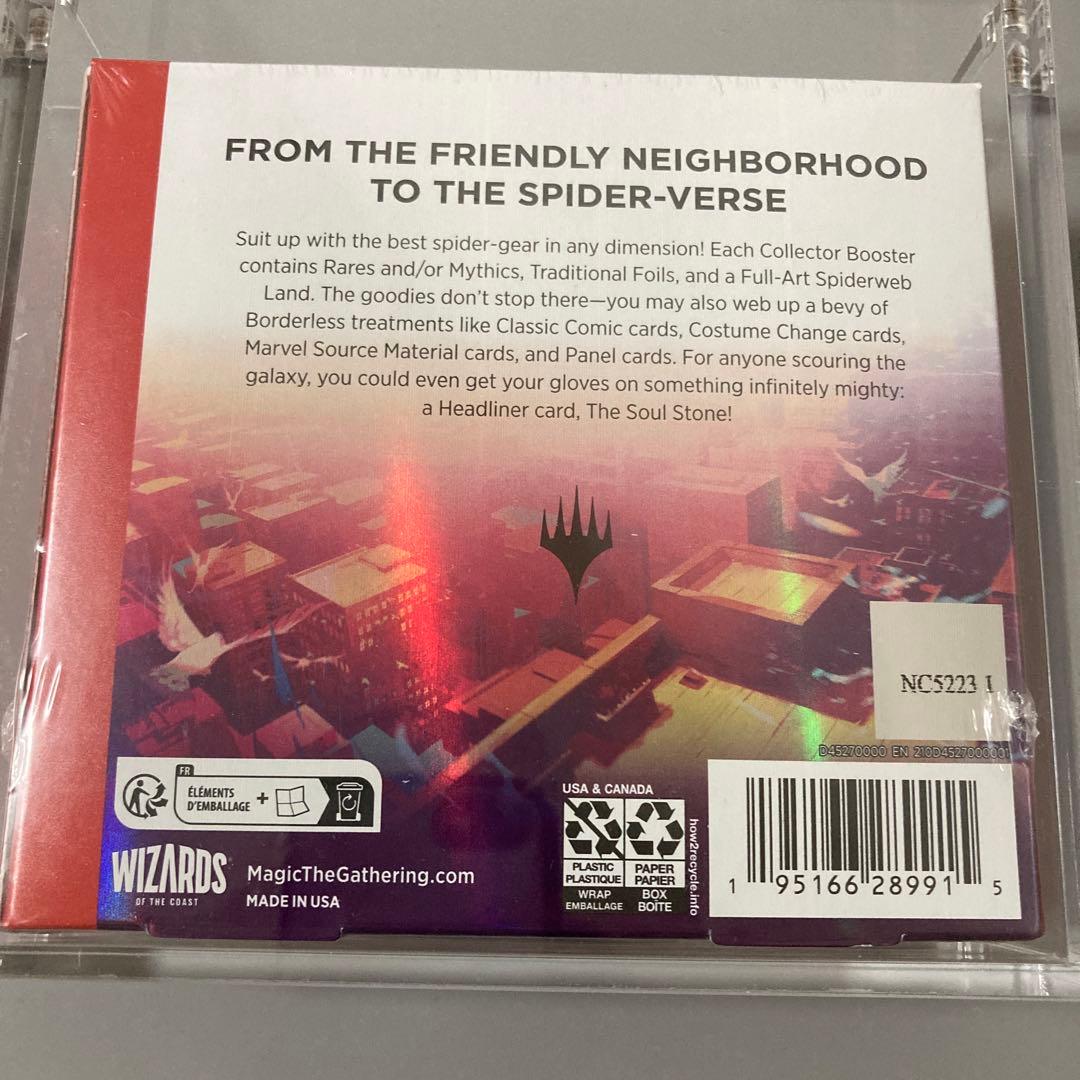 FROM THE FRIENDLY NEIGHBORHOOD
TO THE SPIDER-VERSE
Suit up with the best spider-gear in any dimension! Each Collector Booster
contains Rares and/or Mythics, Traditional Foils, and a Full-Art Spiderweb
Land. The goodies don't stop there—you may also web up a bevy of
Borderless treatments like Classic Comic cards, Costume Change cards,
Marvel Source Material cards, and Panel cards. For anyone scouring the
galaxy, you could even get your gloves on something infinitely mighty:
a Headliner card, The Soul Stone!
NC5223 1
D45270000 EN 210D4527000001
FR
ÉLÉMENTS
D'EMBALLAGE +
WIZARDS
OF THE COAST
MagicTheGathering.com
MADE IN USA
USA & CANADA
PLASTIC
PLASTIQUE
WRAP
EMBALLAGE
PAPER
PAPIER
BOX
BOÎTE
how2recycle.info
1 95166 28991 5